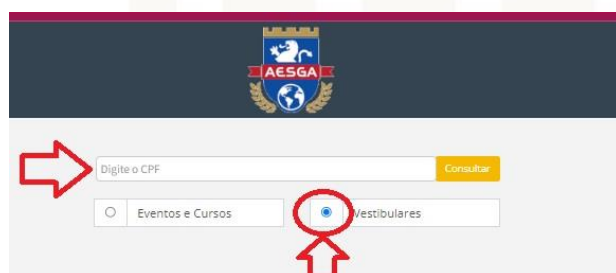 AESGA
Digite o CPF
Consultar
Eventos e Cursos
Vestibulares